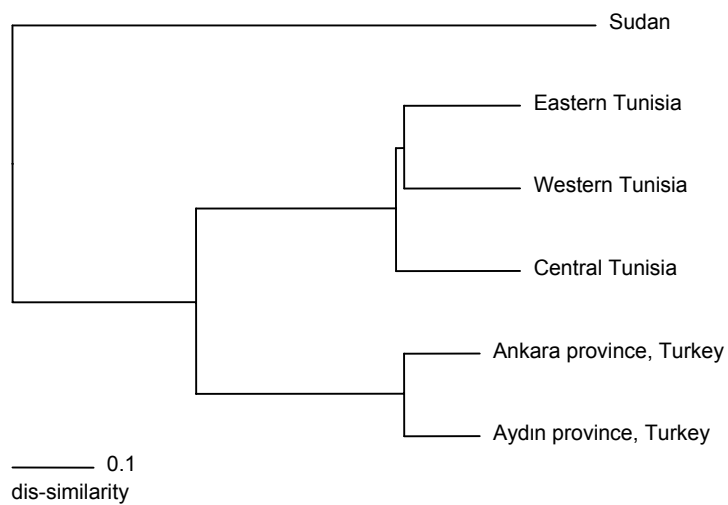 Sudan
Eastern Tunisia
Western Tunisia
Central Tunisia
Ankara province, Turkey
Aydın province, Turkey
0.1
dis-similarity